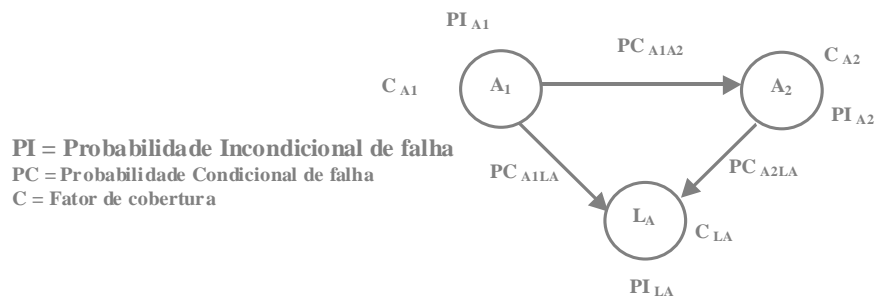 PI A1
PC A1A2
C A2
C A1
A1
A2
PI A2
PI = Probabilidade Incondicional de falha
PC = Probabilidade Condicional de falha
C = Fator de cobertura
PC A1LA
PC A2LA
LA
C LA
PI LA